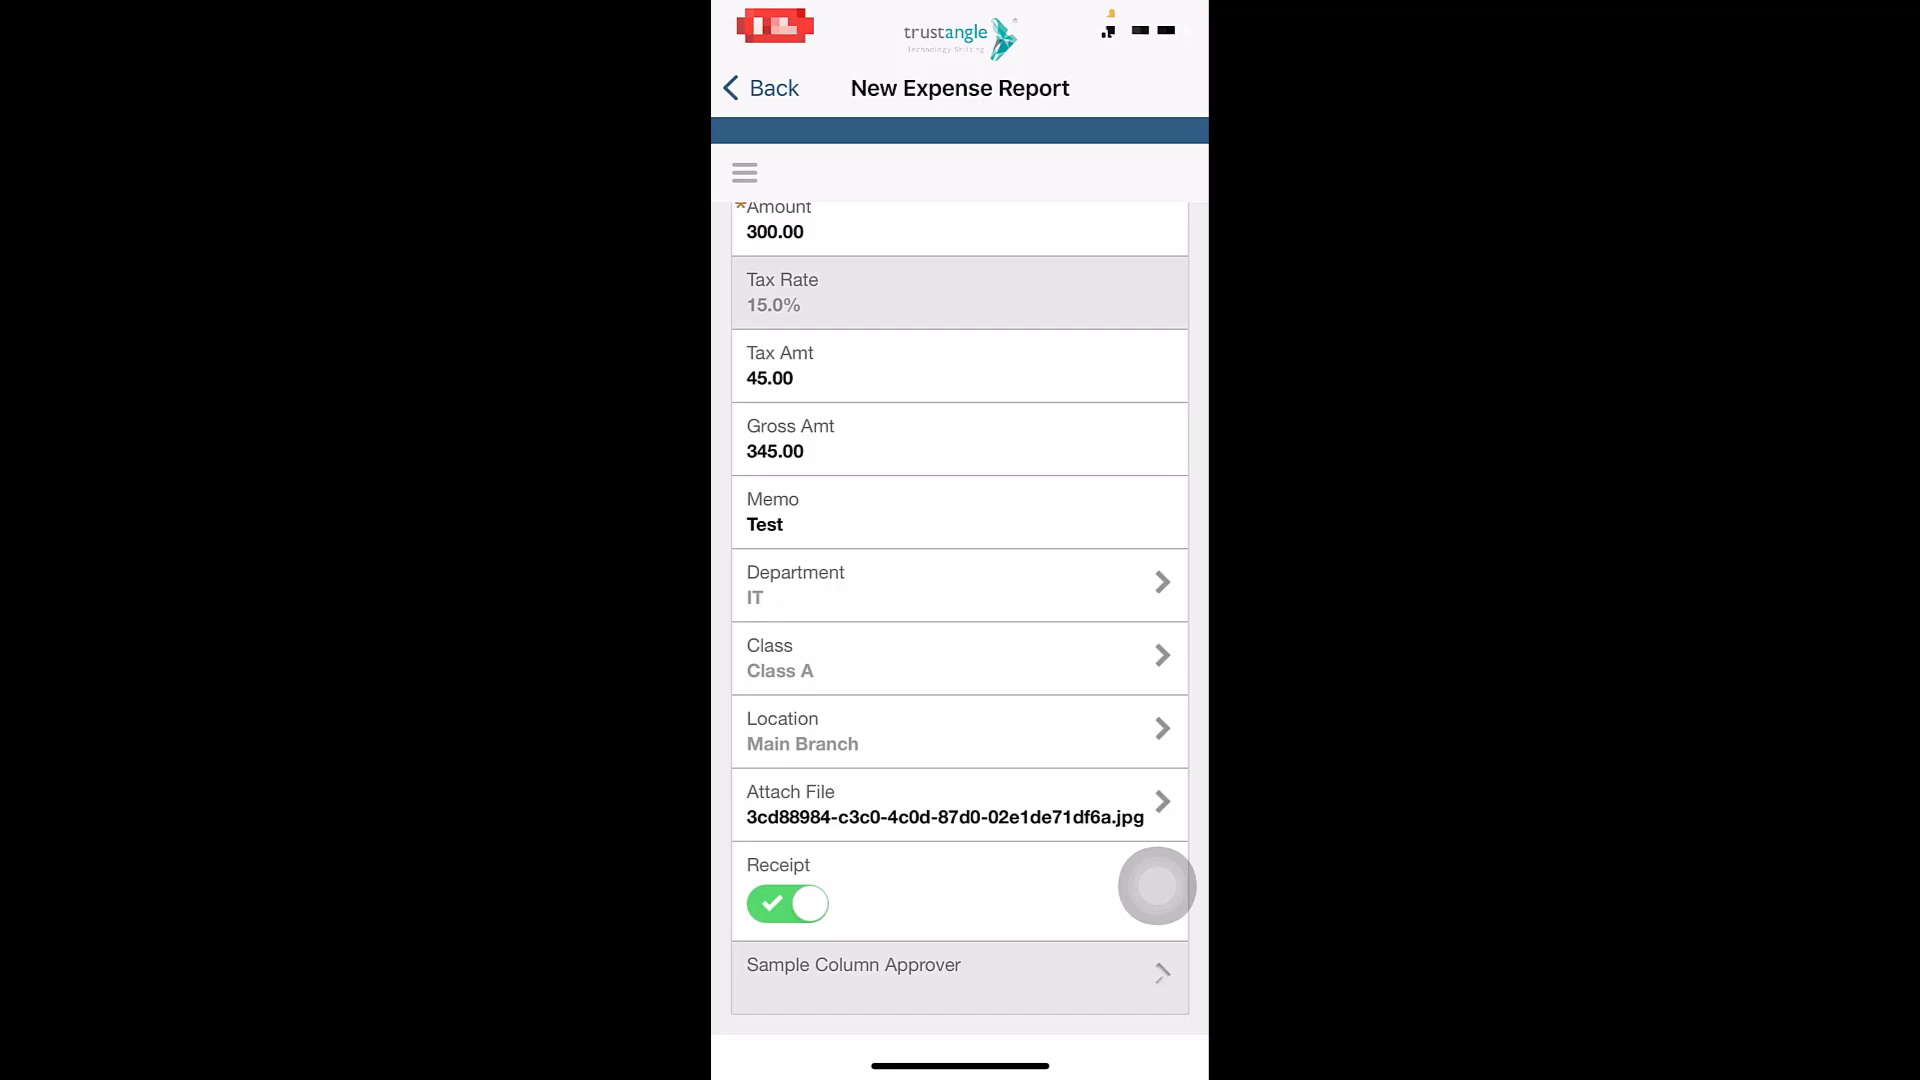 trustangle
Technology Shifting
Back
New Expense Report
*Amount
300.00
Tax Rate
15.0%
Tax Amt
45.00
Gross Amt
345.00
Memo
Test
Department
IT
Class
Class A
Location
Main Branch
Attach File
3cd88984-c3c0-4c0d-87d0-02e1de71df6a.jpg
Receipt
Sample Column Approver